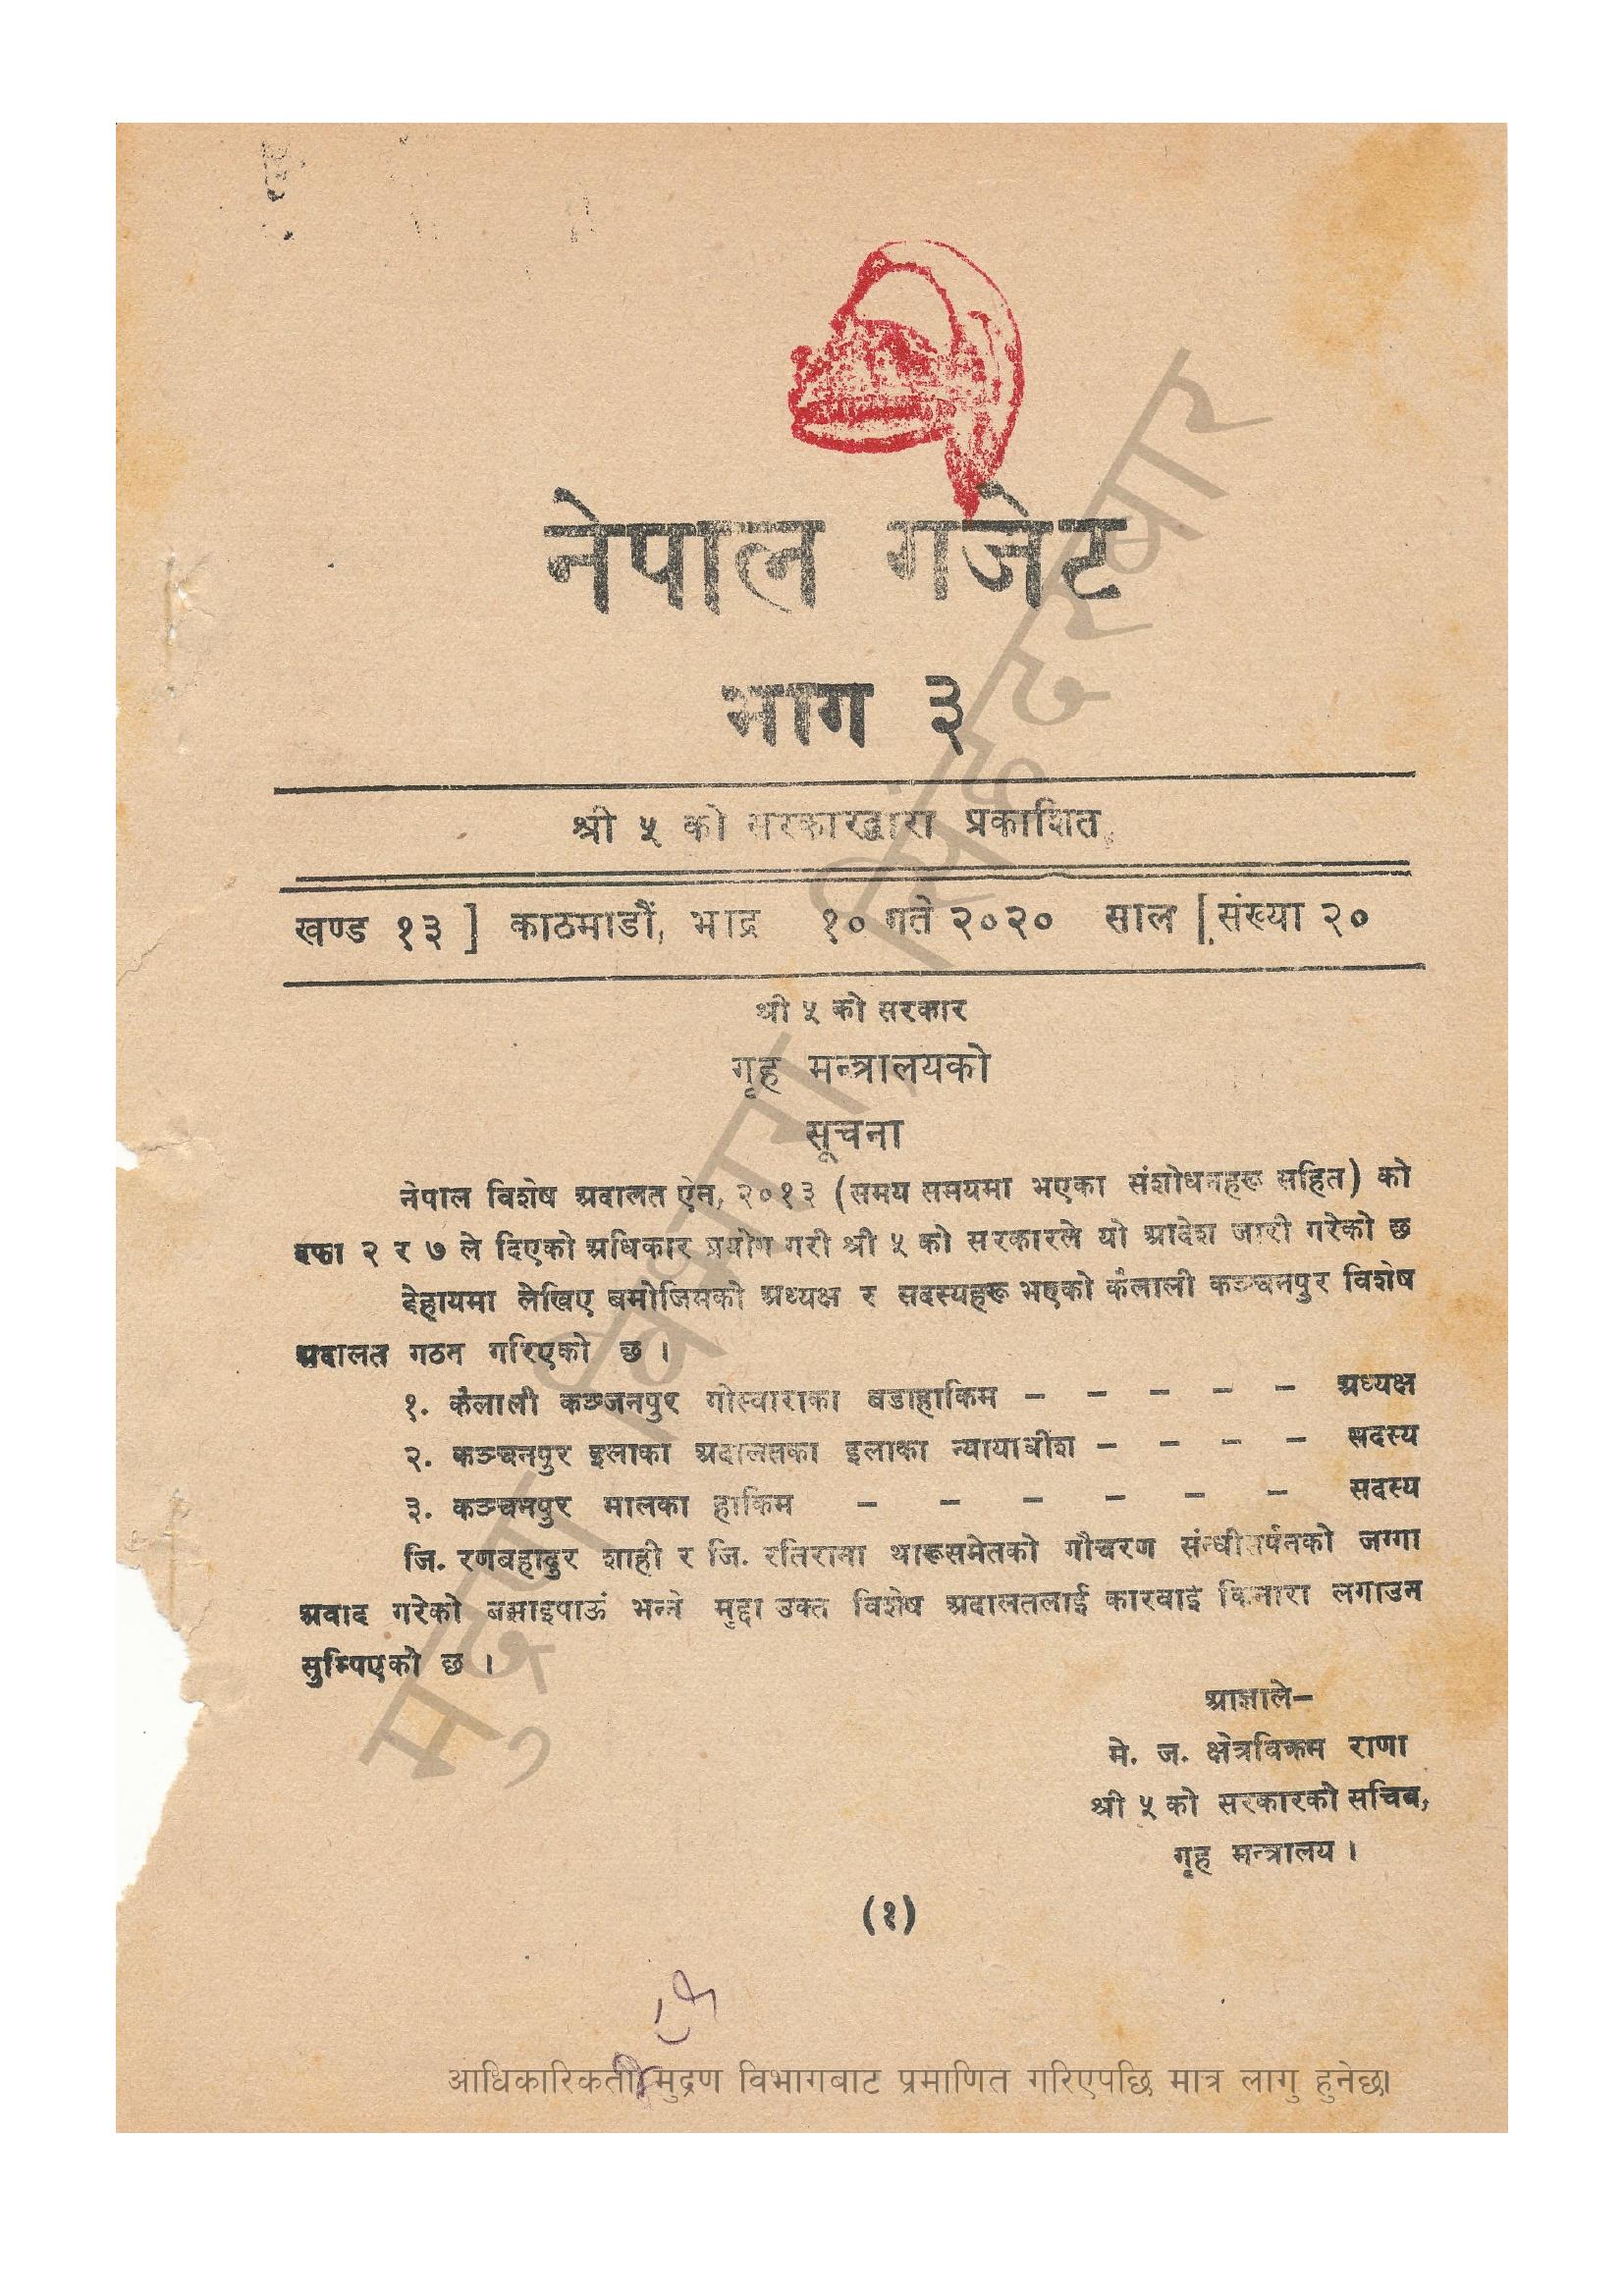 नेपाल गजेट
भाग ३
श्री ५ को सरकारद्वारा प्रकाशित
खण्ड १३ ] काठमाडौं, भाद्र १० गते २०२० साल [ संख्या २०
श्री ५ को सरकार
गृह मन्त्रालयको
सूचना
नेपाल विशेष अदालत ऐन, २०१३ (समय समयमा भएका संशोधनहरू सहित) को
दफा २ र ७ ले दिएको अधिकार प्रयोग गरी श्री ५ को सरकारले यो आदेश जारी गरेको छ
देहायमा लेखिए बमोजिमको अध्यक्ष र सदस्यहरू भएको कैलाली कञ्चनपुर विशेष
अदालत गठन गरिएको छ ।
१. कैलाली कञ्जनपुर गोस्वाराका बडाहाकिम – – – – – अध्यक्ष
२. कञ्चनपुर इलाका अदालतका इलाका न्यायाधीश – – – – सदस्य
३. कञ्चनपुर मालका हाकिम – – – – – – सदस्य
जि. रणबहादुर शाही र जि. रतिरामा थारूसमेतको गौचरण जग्गा
अवाद गरेको बझाइपाऊं भन्ने मुद्दा उक्त विशेष अदालतलाई कारवाई किनारा लगाउन
सुम्पिएको छ ।
आज्ञाले–
मे. ज. क्षेत्रविक्रम राणा
श्री ५ को सरकारको सचिव,
गृह मन्त्रालय ।
(१)
मुद्रण विभाग, सिंहदरबार
आधिकारिकता मुद्रण विभागबाट प्रमाणित गरिएपछि मात्र लागु हुनेछ।